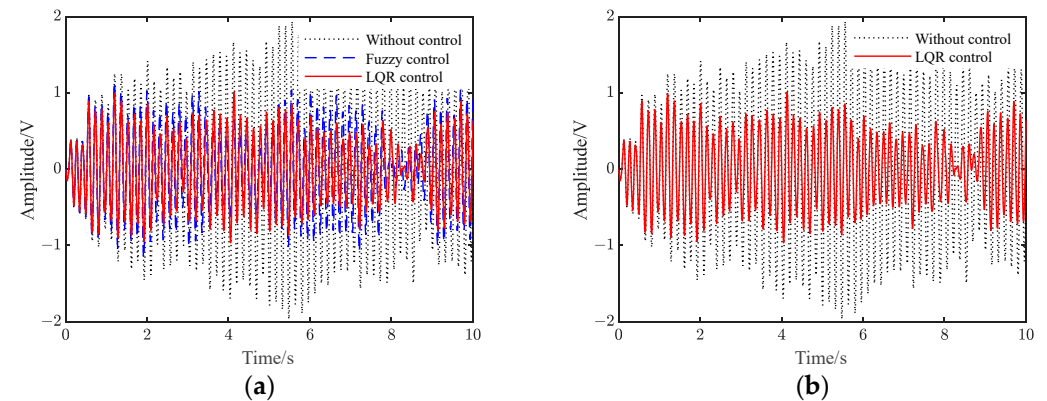 2
1
0
−1
−2
Amplitude/V
Without control
Fuzzy control
LQR control
0
2
4
6
8
10
Time/s
(a)
2
1
0
−1
−2
Amplitude/V
Without control
LQR control
0
2
4
6
8
10
Time/s
(b)